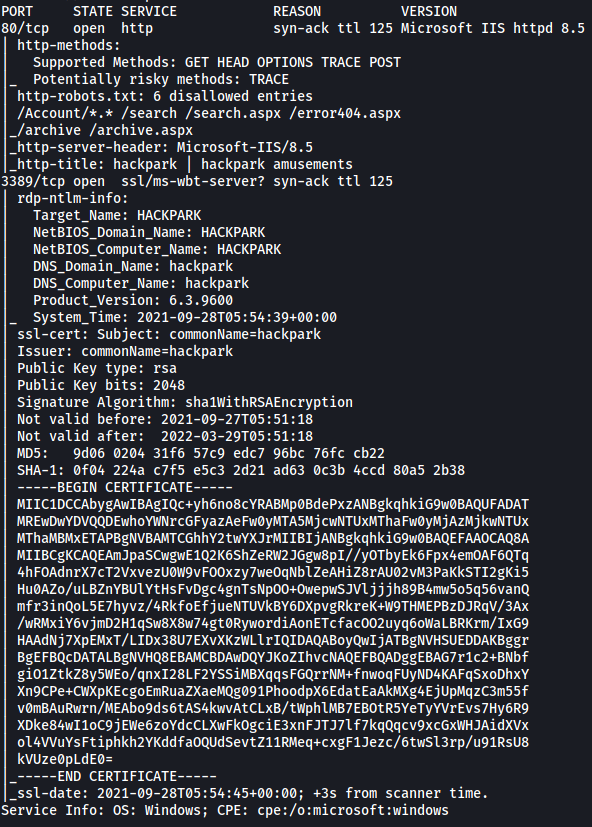 PORT     STATE SERVICE            REASON          VERSION
80/tcp   open  http               syn-ack ttl 125 Microsoft IIS httpd 8.5
| http-methods:
|   Supported Methods: GET HEAD OPTIONS TRACE POST
|_  Potentially risky methods: TRACE
| http-robots.txt: 6 disallowed entries
| /Account/*.* /search /search.aspx /error404.aspx
|_/archive /archive.aspx
|_http-server-header: Microsoft-IIS/8.5
|_http-title: hackpark | hackpark amusements
3389/tcp open  ssl/ms-wbt-server? syn-ack ttl 125
| rdp-ntlm-info:
|   Target_Name: HACKPARK
|   NetBIOS_Domain_Name: HACKPARK
|   NetBIOS_Computer_Name: HACKPARK
|   DNS_Domain_Name: hackpark
|   DNS_Computer_Name: hackpark
|   Product_Version: 6.3.9600
|_  System_Time: 2021-09-28T05:54:39+00:00
| ssl-cert: Subject: commonName=hackpark
| Issuer: commonName=hackpark
| Public Key type: rsa
| Public Key bits: 2048
| Signature Algorithm: sha1WithRSAEncryption
| Not valid before: 2021-09-27T05:51:18
| Not valid after:  2022-03-29T05:51:18
| MD5:   9d06 0204 31f6 57c9 edc7 96bc 76fc cb22
| SHA-1: 0f04 224a c7f5 e5c3 2d21 ad63 0c3b 4ccd 80a5 2b38
| -----BEGIN CERTIFICATE-----
| MIIC1DCCAbygAwIBAgIQc+yh6no8cYRABMp0BdePxzANBgkqhkiG9w0BAQUFADAT
| MREwDwYDVQQDEwhoYWNrcGFyazAeFw0yMTA5MjcwNTUxMThaFw0yMjAzMjkwNTUx
| MThaMBMxETAPBgNVBAMTCGhhY2twYXJrMIIBIjANBgkqhkiG9w0BAQEFAAOCAQ8A
| MIIBCgKCAQEAmJpaSCwgwE1Q2K6ShZeRW2JGgw8pI//yOTbyEk6Fpx4emOAF6QTq
| 4hFOAdnrX7cT2VxvezU0W9vFOOxzy7weOqNblZeAHiZ8rAU02vM3PaKkSTI2gKi5
| Hu0AZo/uLBZnYBUlYtHsFvDgc4gnTsNpOO+OwepwSJVljjjh89B4mw5o5q56vanQ
| mfr3inQoL5E7hyvz/4RkfoEfjueNTUVkBY6DXpvgRkreK+W9THMEPBzDJRqV/3Ax
| /wRMxiY6vjmD2H1qSw8X8w74gt0RywordiAonETcfacOO2uyq6oWaLBRKrm/IxG9
| HAAdNj7XpEMxT/LIDx38U7EXvXKzWLlrIQIDAQABoyQwIjATBgNVHSUEDDAKBggr
| BgEFBQcDATALBgNVHQ8EBAMCBDAwDQYJKoZIhvcNAQEFBQADggEBAG7r1c2+BNbf
| giO1ZtkZ8y5WEo/qnxI28LF2YSSiMBXqqsFGQrrNM+fnwoqFUyND4KAFqSxoDhxY
| Xn9CPe+CWXpKEcgoEmRuaZXaeMQg091PhoodpX6EdatEaAkMXg4EjUpMqzC3m55f
| v0mBAuRwrn/MEAbo9ds6tAS4kwvAtCLxB/tWphlMB7EBOtR5YeTyYVrEvs7Hy6R9
| XDke84wI1oC9jEWe6zoYdcCLXwFkOgciE3xnFJTJ7lf7kqQqcv9xcGxWHJAidXVx
| ol4VVuYsFtiphkh2YKddfaOQUdSevtZ11RMeq+cxgF1Jezc/6twSl3rp/u91RsU8
| kVUze0pLdE0=
|_-----END CERTIFICATE-----
|_ssl-date: 2021-09-28T05:54:45+00:00; +3s from scanner time.
Service Info: OS: Windows; CPE: cpe:/o:microsoft:windows